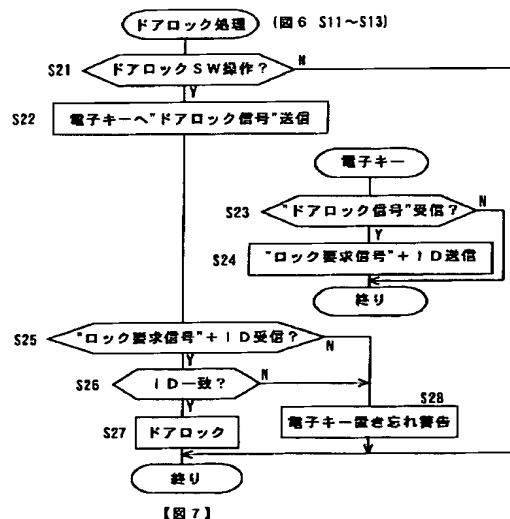 ドアロック処理 (図6 S11～S13)
S21 ドアロックSW操作? N
Y
S22 電子キーへ"ドアロック信号"送信
電子キー
S23 "ドアロック信号"受信? N
Y
S24 "ロック要求信号"+ID送信
終り
S25 "ロック要求信号"+ID受信? N
Y
S26 ID一致? N
Y
S28
S27 ドアロック 電子キー置き忘れ警告
終り
【図7】